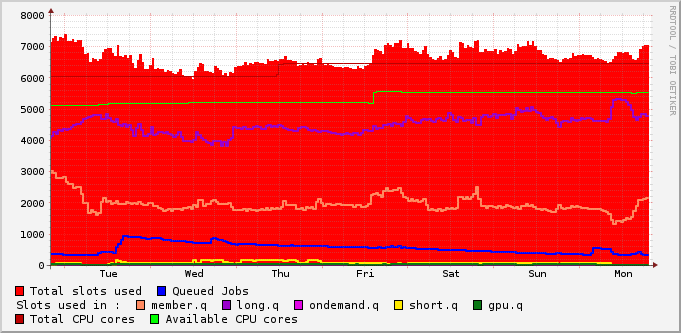 8000
7000
6000
5000
4000
3000
2000
1000
0
Tue Wed Thu Fri Sat Sun Mon
RRDTOOL / TOBI OETIKER
Total slots used Queued Jobs
Slots used in : member.q long.q ondemand.q short.q gpu.q
Total CPU cores Available CPU cores